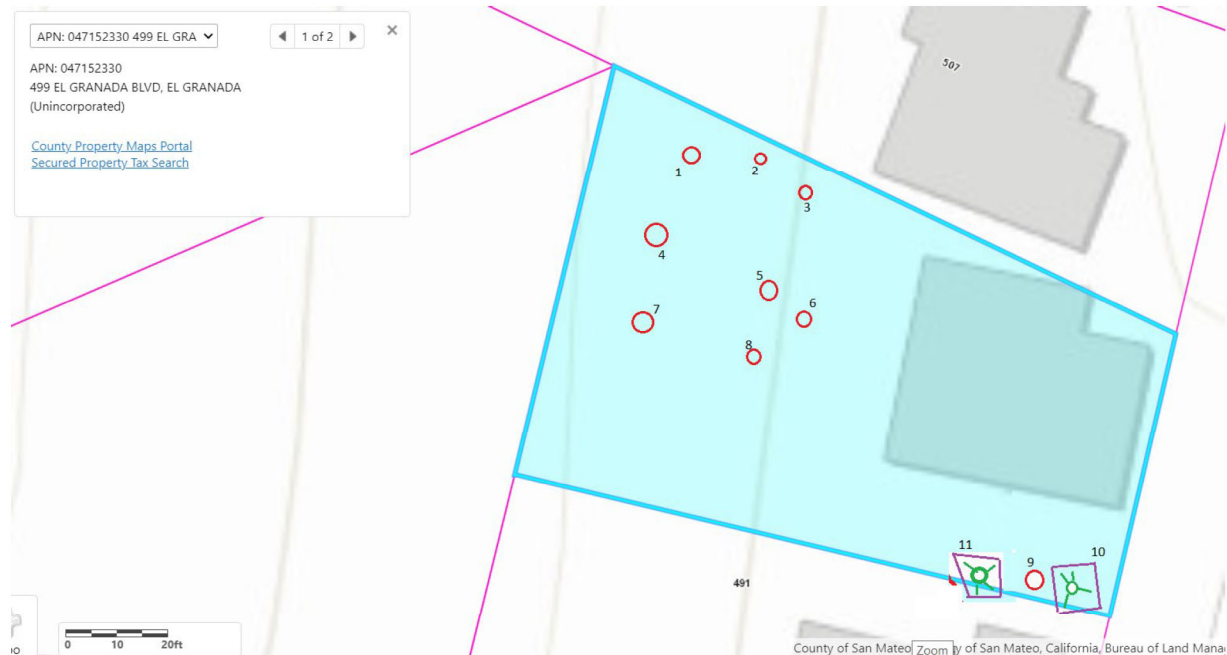 APN: 047152330 499 EL GRA
1 of 2
APN: 047152330
499 EL GRANADA BLVD, EL GRANADA
(Unincorporated)
County Property Maps Portal
Secured Property Tax Search
507
1
2
3
4
5
6
7
8
9
10
11
491
0 10 20ft
County of San Mateo Zoom y of San Mateo, California, Bureau of Land Mana